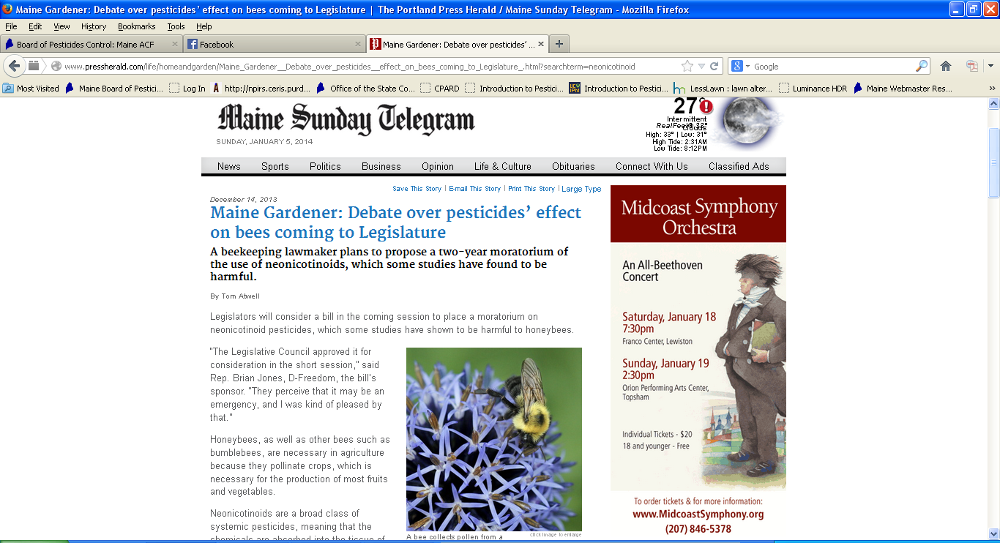 Maine Gardener: Debate over pesticides' effect on bees coming to Legislature | The Portland Press Herald / Maine Sunday Telegram - Mozilla Firefox
File Edit View History Bookmarks Tools Help
Board of Pesticides Control: Maine ACF
Facebook
Maine Gardener: Debate over pesticides' ...
www.pressherald.com/life/homeandgarden/Maine_Gardener__Debate_over_pesticides__effect_on_bees_coming_to_Legislature_.html?searchterm=neonicotinoid
Google
Most Visited Maine Board of Pestici... Log In http://npirs.ceris.purd... Office of the State Co... CPARD Introduction to Pestici... Introduction to Pestici... LessLawn : lawn alter... Luminance HDR Maine Webmaster Res...
Maine Sunday Telegram
SUNDAY, JANUARY 5, 2014
27°
Intermittent
Clouds
RealFeel® 33°
High: 33° | Low: 31°
High Tide: 2:31AM
Low Tide: 8:12PM
News Sports Politics Business Opinion Life & Culture Obituaries Connect With Us Classified Ads
Save This Story | E-mail This Story | Print This Story | Large Type
December 14, 2013
Maine Gardener: Debate over pesticides' effect
on bees coming to Legislature
A beekeeping lawmaker plans to propose a two-year moratorium of
the use of neonicotinoids, which some studies have found to be
harmful.
By Tom Atwell
Legislators will consider a bill in the coming session to place a moratorium on
neonicotinoid pesticides, which some studies have shown to be harmful to honeybees.
"The Legislative Council approved it for
consideration in the short session," said
Rep. Brian Jones, D-Freedom, the bill's
sponsor. "They perceive that it may be an
emergency, and I was kind of pleased by
that."
Honeybees, as well as other bees such as
bumblebees, are necessary in agriculture
because they pollinate crops, which is
necessary for the production of most fruits
and vegetables.
Neonicotinoids are a broad class of
systemic pesticides, meaning that the
chemicals are absorbed into the tissue of
click image to enlarge
A bee collects pollen from a
Midcoast Symphony
Orchestra
An All-Beethoven
Concert
Saturday, January 18
7:30pm
Franco Center, Lewiston
Sunday, January 19
2:30pm
Orion Performing Arts Center,
Topsham
Individual Tickets - $20
18 and younger - Free
To order tickets & for more information:
www.MidcoastSymphony.org
(207) 846-5378